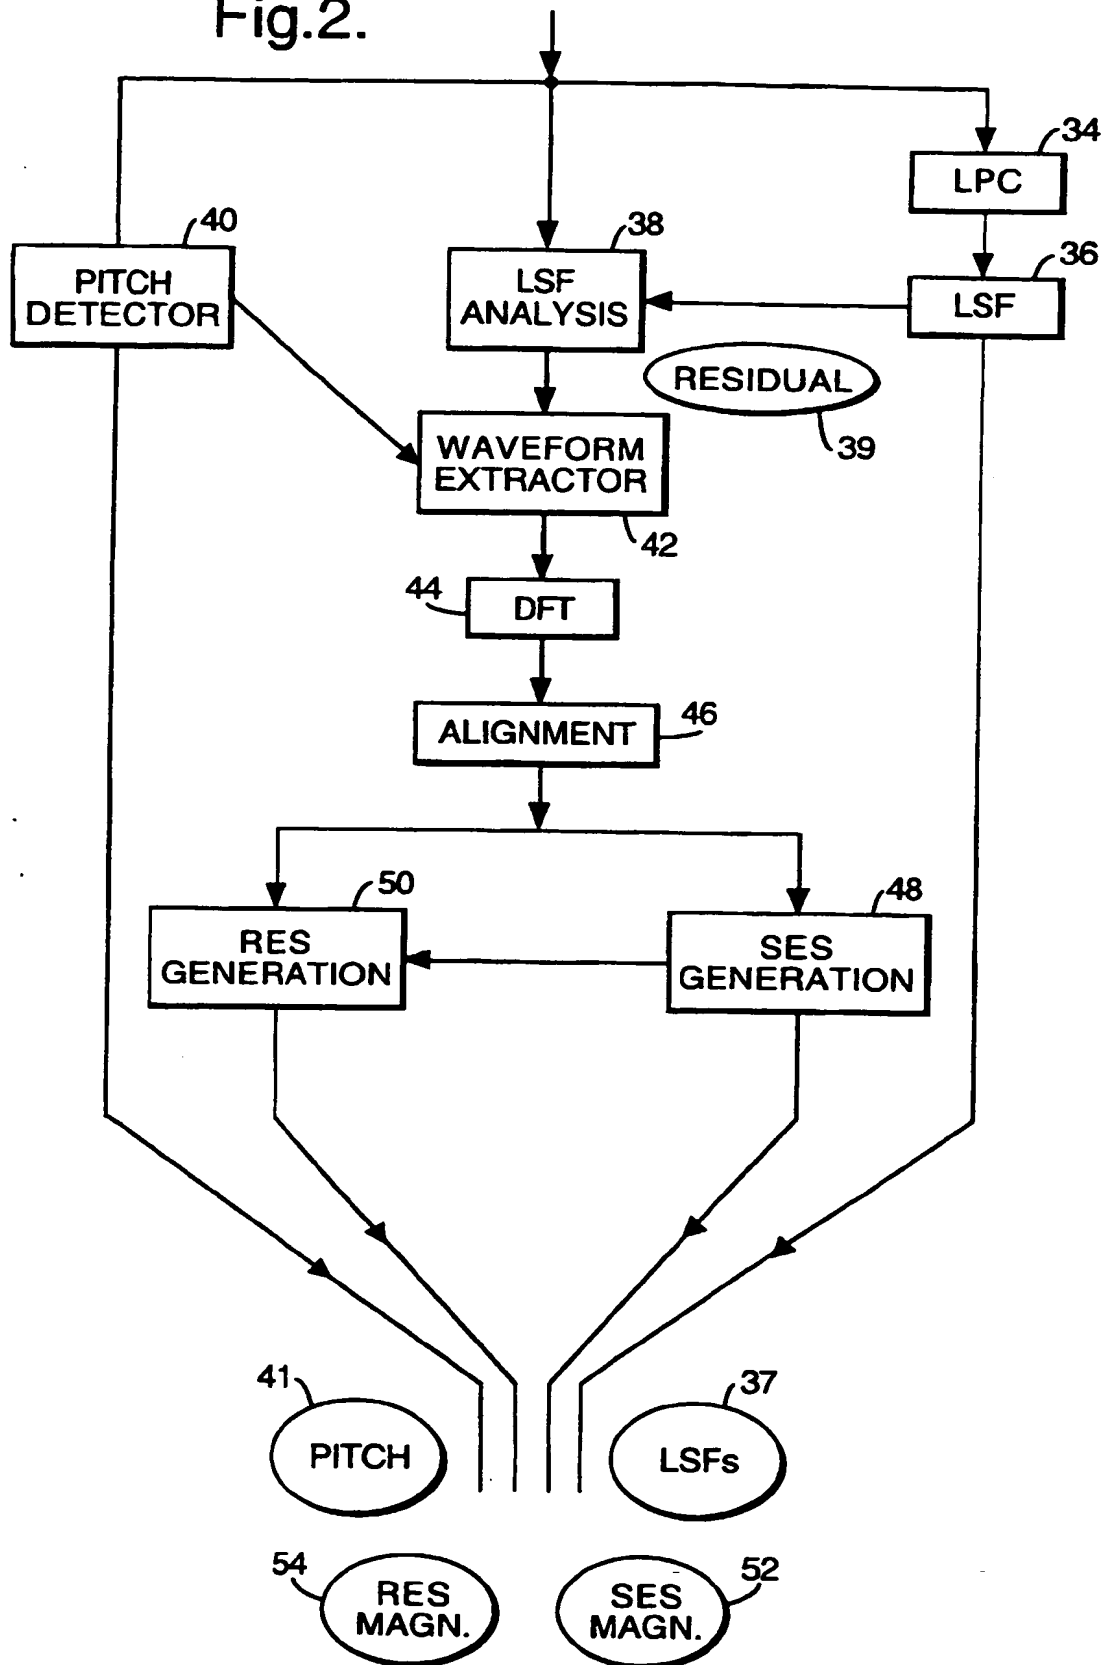 Fig.2.
34
LPC
40
38
36
PITCH
DETECTOR
LSF
ANALYSIS
LSF
RESIDUAL
39
WAVEFORM
EXTRACTOR
42
44
DFT
46
ALIGNMENT
50
48
RES
GENERATION
SES
GENERATION
41
37
PITCH
LSFs
54
52
RES
MAGN.
SES
MAGN.